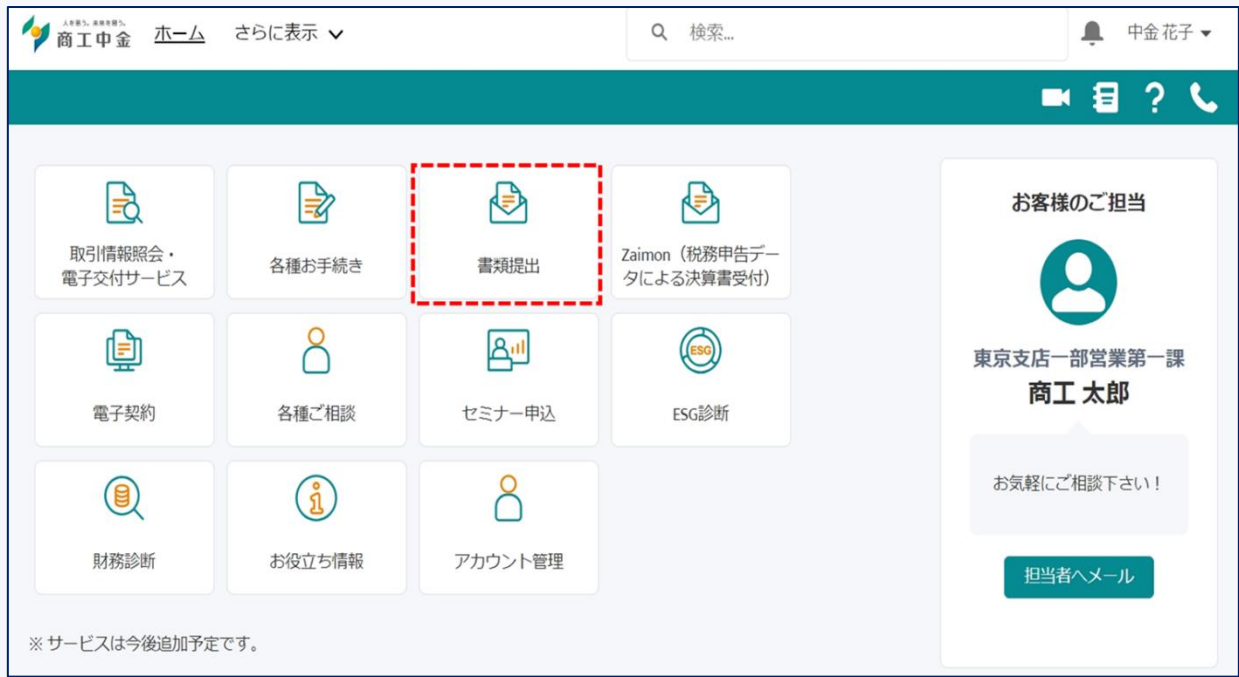 人を思う。未来を思う。
商工中金 ホーム さらに表示 検索... 中金 花子
取引情報照会・
電子交付サービス
各種お手続き
書類提出
Zaimon（税務申告デー
タによる決算書受付）
電子契約
各種ご相談
セミナー申込
ESG
ESG診断
財務診断
お役立ち情報
アカウント管理
※ サービスは今後追加予定です。
お客様のご担当
東京支店一部営業第一課
商工 太郎
お気軽にご相談下さい！
担当者へメール